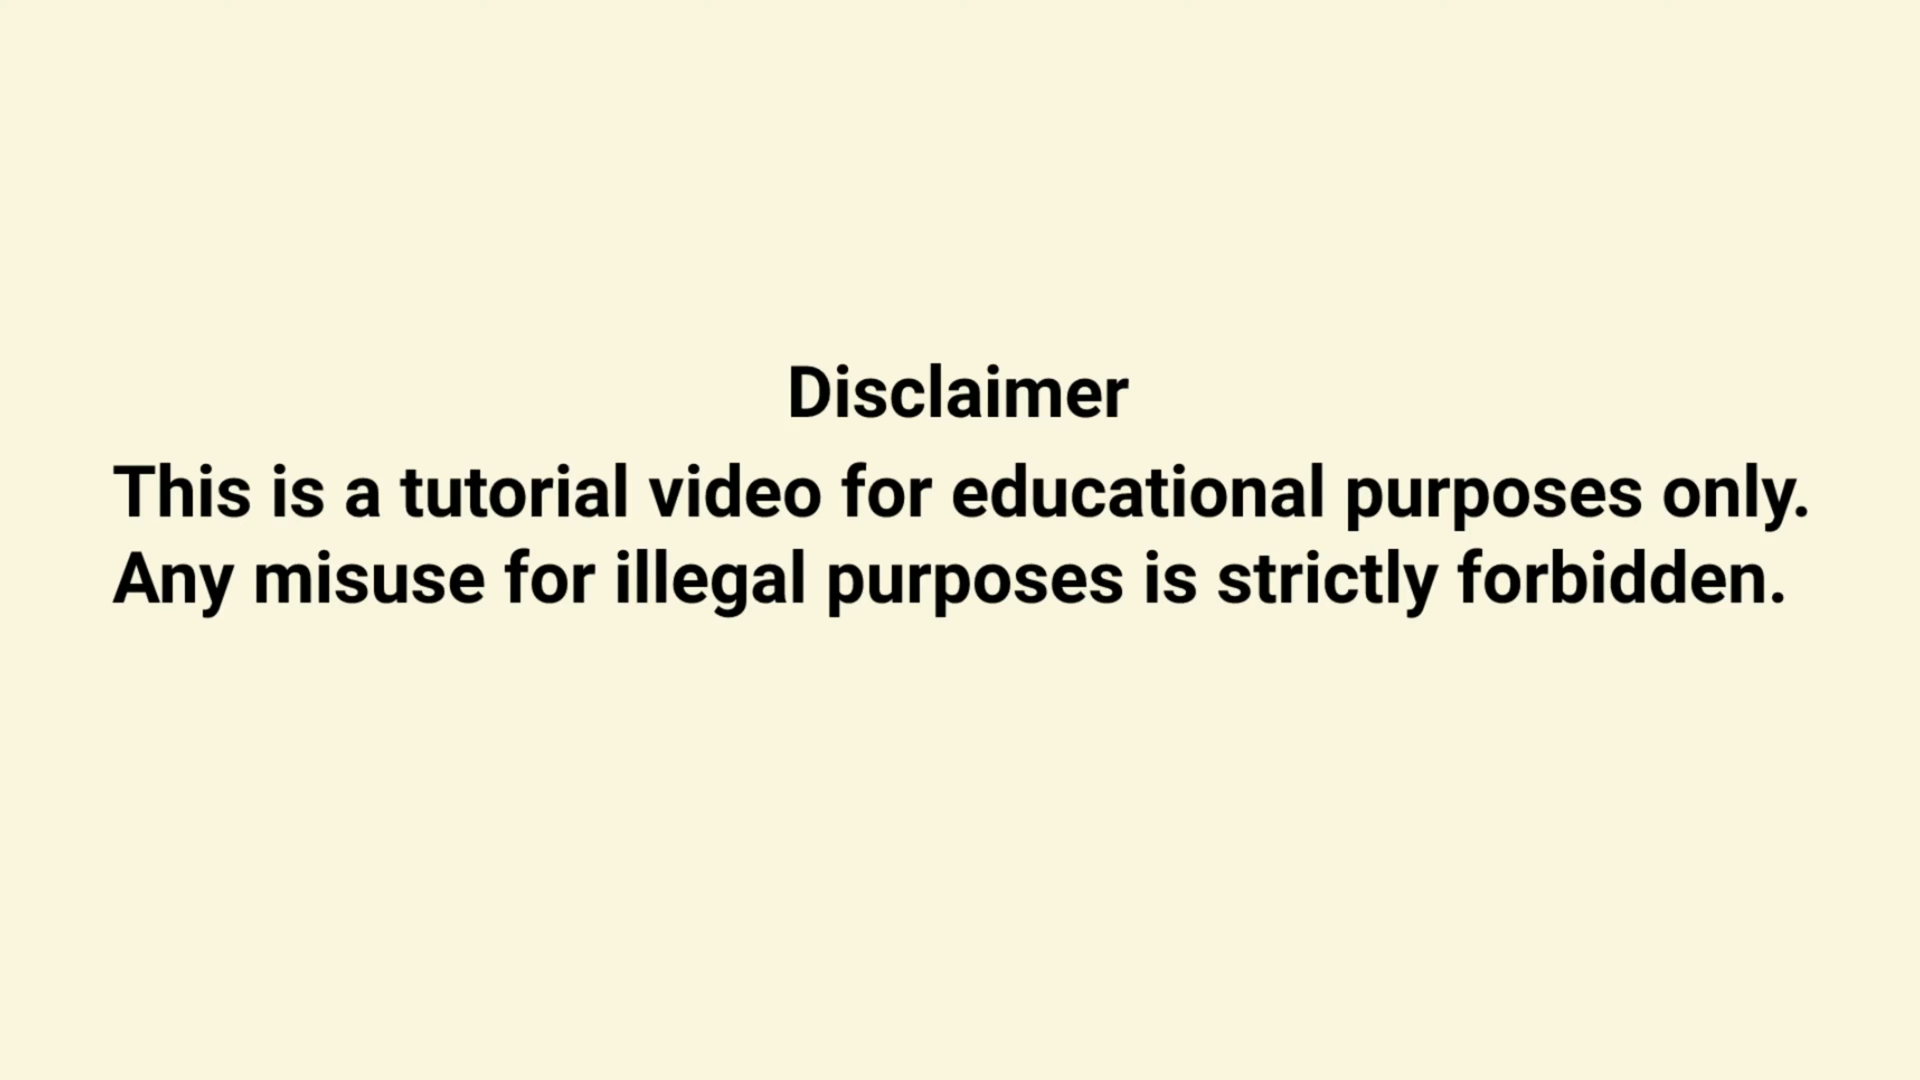 Disclaimer
This is a tutorial video for educational purposes only.
Any misuse for illegal purposes is strictly forbidden.